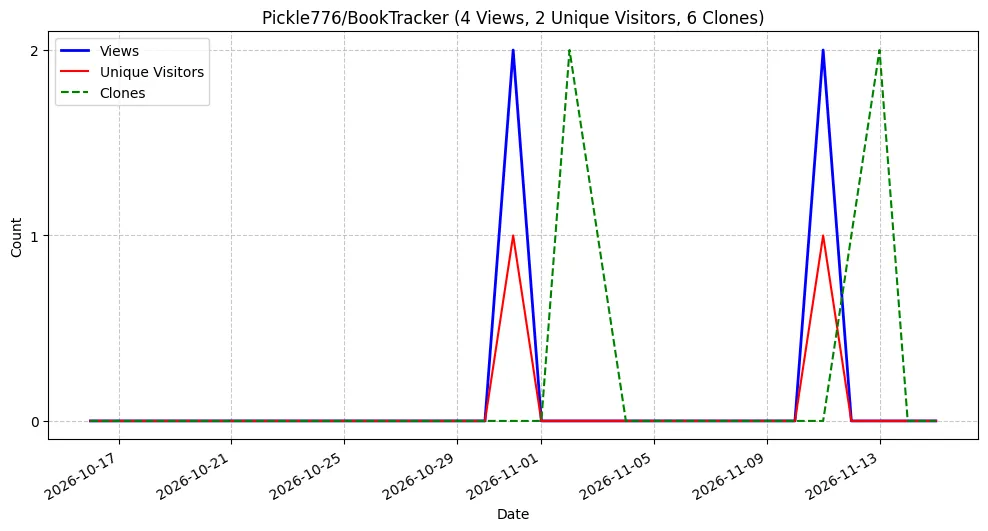 Pickle776/BookTracker (4 Views, 2 Unique Visitors, 6 Clones)
Views
Unique Visitors
Clones
Count
2
1
0
2026-10-17
2026-10-21
2026-10-25
2026-10-29
2026-11-01
2026-11-05
2026-11-09
2026-11-13
Date